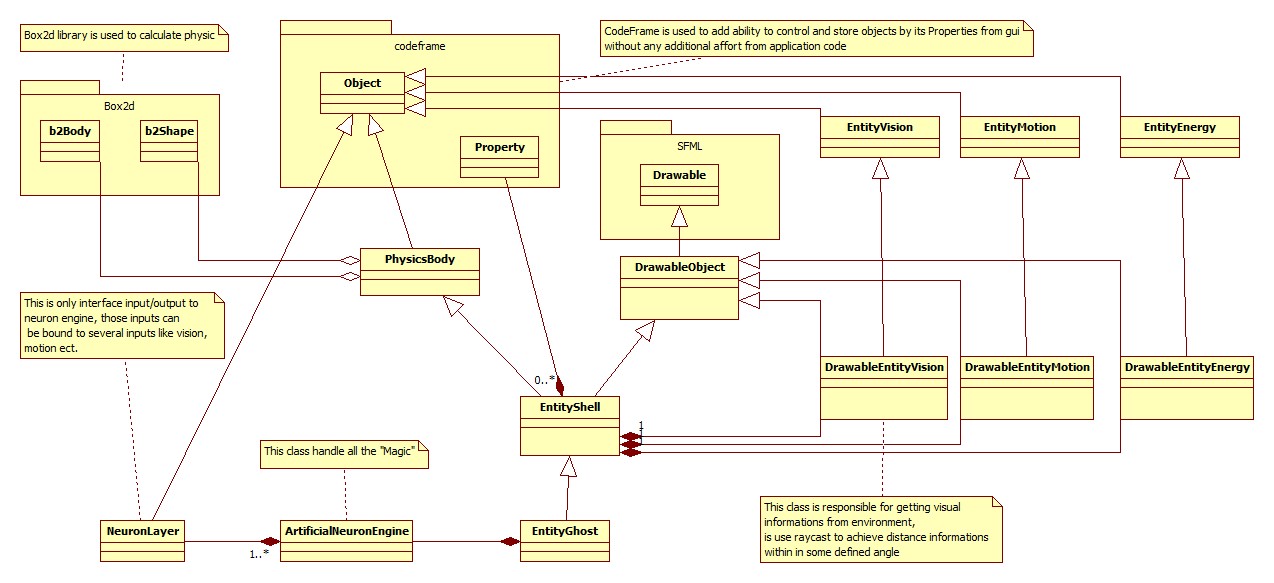 Box2d library is used to calculate physic
CodeFrame is used to add ability to control and store objects by its Properties from gui
without any additional affort from application code
codeframe
Object
Property
Box2d
b2Body
b2Shape
SFML
Drawable
EntityVision
EntityMotion
EntityEnergy
PhysicsBody
DrawableObject
This is only interface input/output to
neuron engine, those inputs can
be bound to several inputs like vision,
motion ect.
DrawableEntityVision
DrawableEntityMotion
DrawableEntityEnergy
0..*
EntityShell
1
This class handle all the "Magic"
This class is responsible for getting visual
informations from environment,
is use raycast to achieve distance informations
within in some defined angle
NeuronLayer
1..*
ArtificialNeuronEngine
EntityGhost